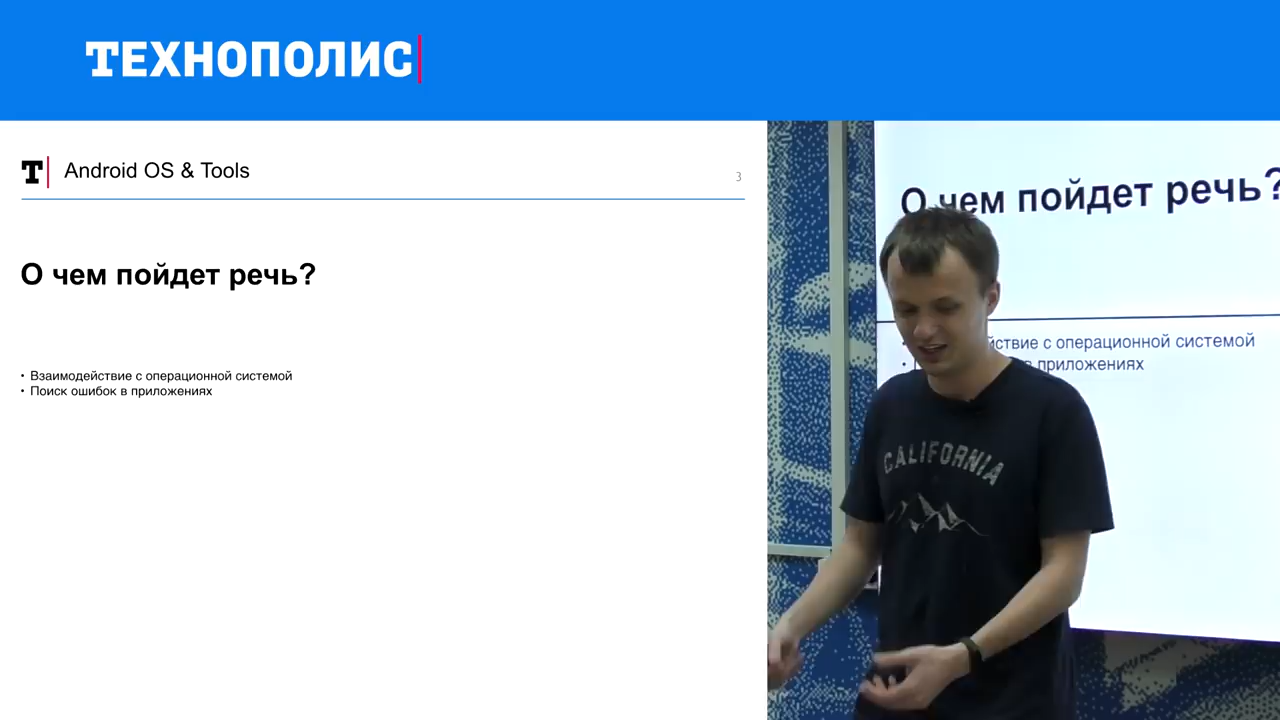 ТЕХНОПОЛИС
T Android OS & Tools
3
О чем пойдет речь?
• Взаимодействие с операционной системой
• Поиск ошибок в приложениях
О чем пойдет речь?
ствие с операционной системой
приложениях
CALIFORNIA